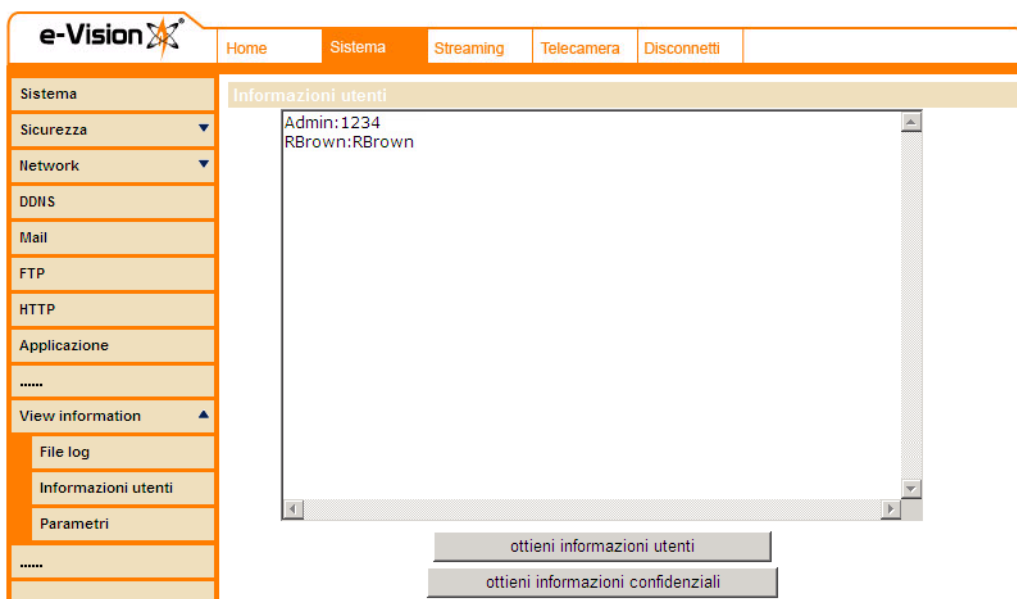 e-Vision
Home Sistema Streaming Telecamera Disconnetti
Sistema
Sicurezza
Network
DDNS
Mail
FTP
HTTP
Applicazione
......
View information
File log
Informazioni utenti
Parametri
......
Informazioni utenti
Admin:1234
RBrown:RBrown
ottieni informazioni utenti
ottieni informazioni confidenziali